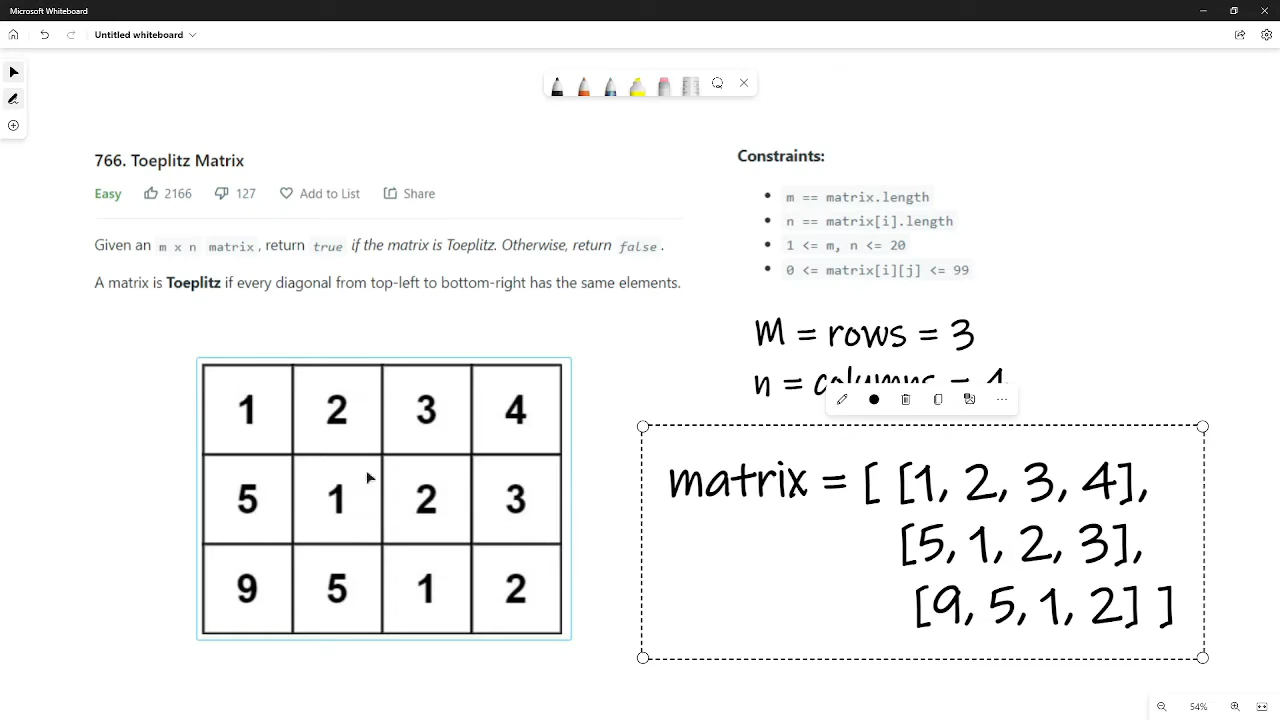 Microsoft Whiteboard
Untitled whiteboard
766. Toeplitz Matrix
Easy 2166 127 Add to List Share
Given an m x n matrix, return true if the matrix is Toeplitz. Otherwise, return false.
A matrix is Toeplitz if every diagonal from top-left to bottom-right has the same elements.
1 2 3 4
5 1 2 3
9 5 1 2
Constraints:
m == matrix.length
n == matrix[i].length
1 <= m, n <= 20
0 <= matrix[i][j] <= 99
m = rows = 3
n = columns = 4
matrix = [ [1, 2, 3, 4],
[5, 1, 2, 3],
[9, 5, 1, 2] ]
54%